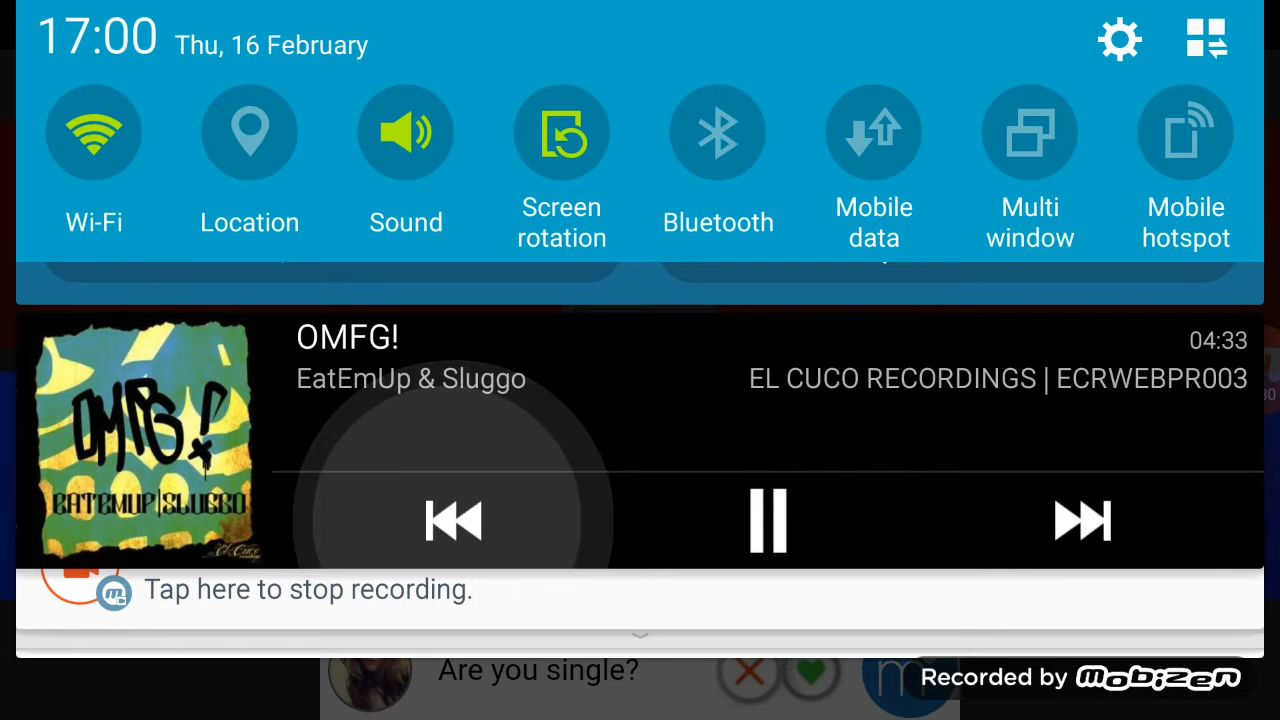 17:00 Thu, 16 February
Wi-Fi
Location
Sound
Screen
rotation
Bluetooth
Mobile
data
Multi
window
Mobile
hotspot
OMFG!
04:33
EatEmUp & Sluggo
EL CUCO RECORDINGS | ECRWEBPR003
OMFG!
EATEMUP|SLUGGO
El Cuco
Tap here to stop recording.
Are you single?
Recorded by mobizen